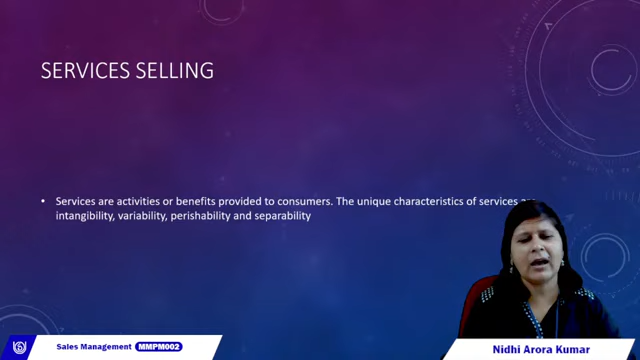 SERVICES SELLING
• Services are activities or benefits provided to consumers. The unique characteristics of services
intangibility, variability, perishability and separability
Sales Management MMPM002
Nidhi Arora Kumar